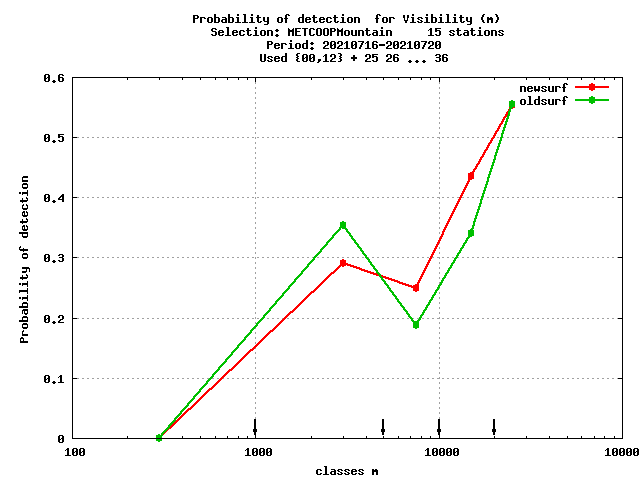 Probability of detection  for Visibility (m)
Selection: METCOOPMountain     15 stations
Period: 20210716-20210720
Used {00,12} + 25 26 ... 36
0.6
0.5
0.4
0.3
0.2
0.1
0
Probability of detection
newsurf
oldsurf
100
1000
10000
10000
classes m